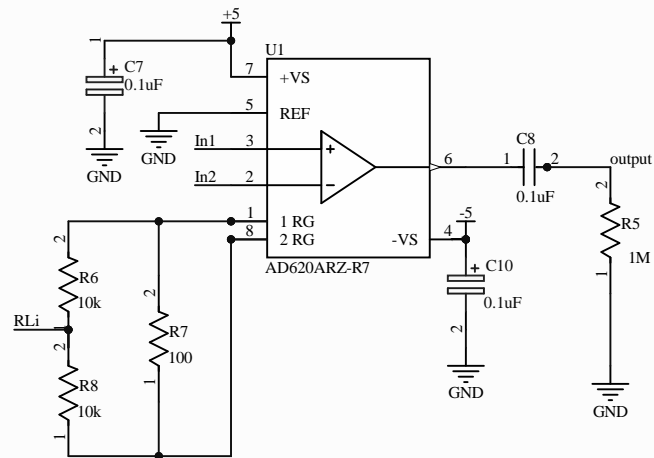 +5
U1
1
C7
+
0.1uF
2
GND
7
+VS
5
REF
GND
In1
3
+
In2
2
−
6
1
C8
2
0.1uF
output
2
R5
1M
1
GND
1
1 RG
8
2 RG
-VS
4
-5
AD620ARZ-R7
+
C10
0.1uF
2
GND
2
R6
10k
1
RLi
2
R8
10k
1
2
R7
100
1